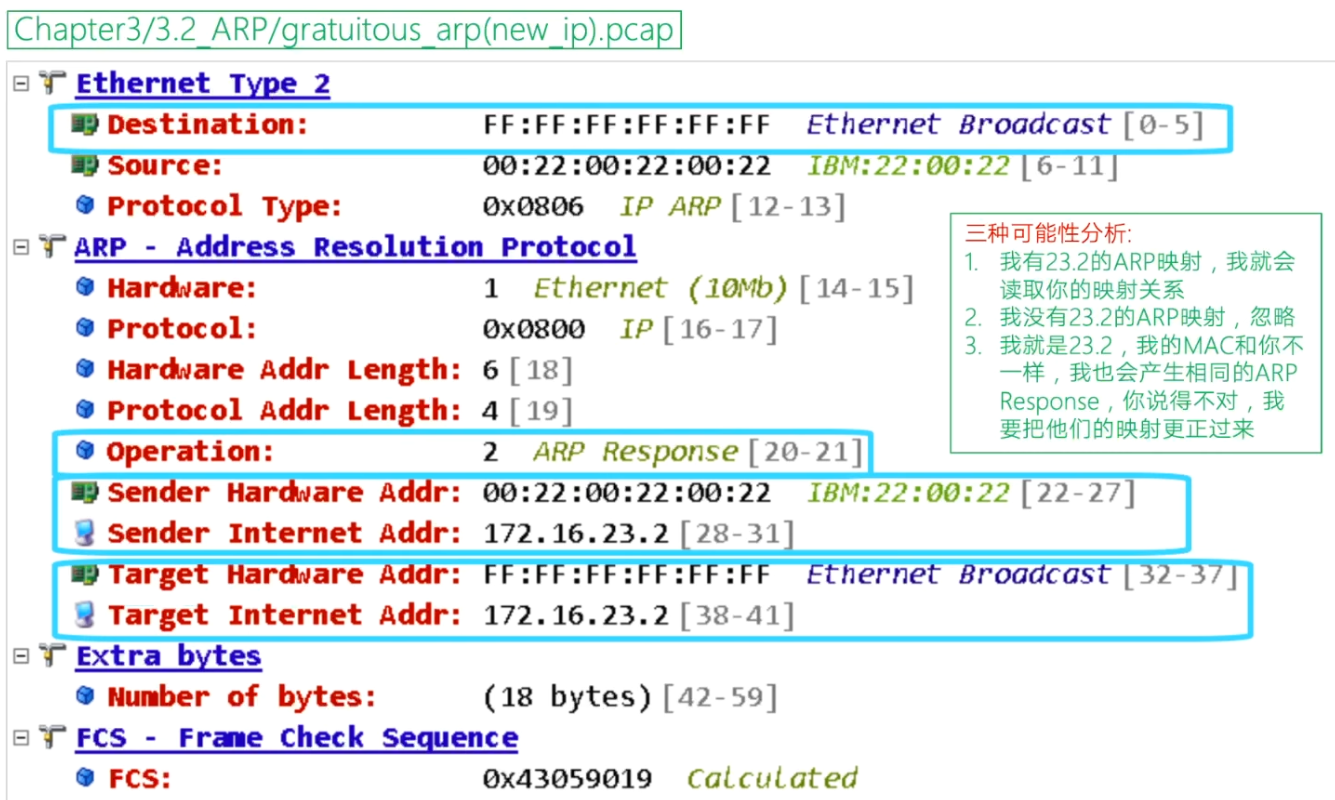 Chapter3/3.2_ARP/gratuitous_arp(new_ip).pcap
Ethernet Type 2
Destination: FF:FF:FF:FF:FF:FF Ethernet Broadcast [0-5]
Source: 00:22:00:22:00:22 IBM:22:00:22 [6-11]
Protocol Type: 0x0806 IP ARP [12-13]
ARP - Address Resolution Protocol
Hardware: 1 Ethernet (10Mb) [14-15]
Protocol: 0x0800 IP [16-17]
Hardware Addr Length: 6 [18]
Protocol Addr Length: 4 [19]
Operation: 2 ARP Response [20-21]
Sender Hardware Addr: 00:22:00:22:00:22 IBM:22:00:22 [22-27]
Sender Internet Addr: 172.16.23.2 [28-31]
Target Hardware Addr: FF:FF:FF:FF:FF:FF Ethernet Broadcast [32-37]
Target Internet Addr: 172.16.23.2 [38-41]
Extra bytes
Number of bytes: (18 bytes) [42-59]
FCS - Frame Check Sequence
FCS: 0x43059019 Calculated
三种可能性分析:
1. 我有23.2的ARP映射，我就会
读取你的映射关系
2. 我没有23.2的ARP映射，忽略
3. 我就是23.2，我的MAC和你不
一样，我也会产生相同的ARP
Response，你说得不对，我
要把他们的映射更正过来